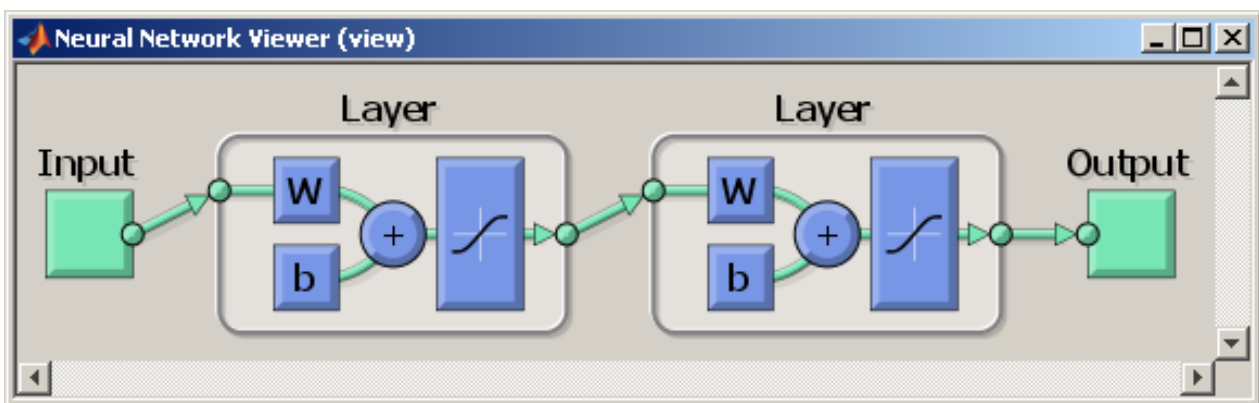 Neural Network Viewer (view)
Layer
Layer
Input
Output
W
W
+
+
b
b